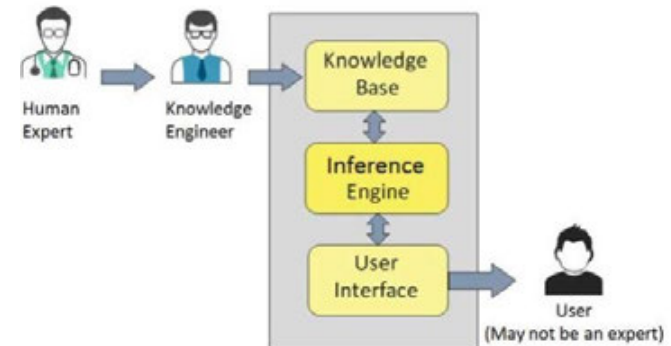 Human
Expert
Knowledge
Engineer
Knowledge
Base
Inference
Engine
User
Interface
User
(May not be an expert)